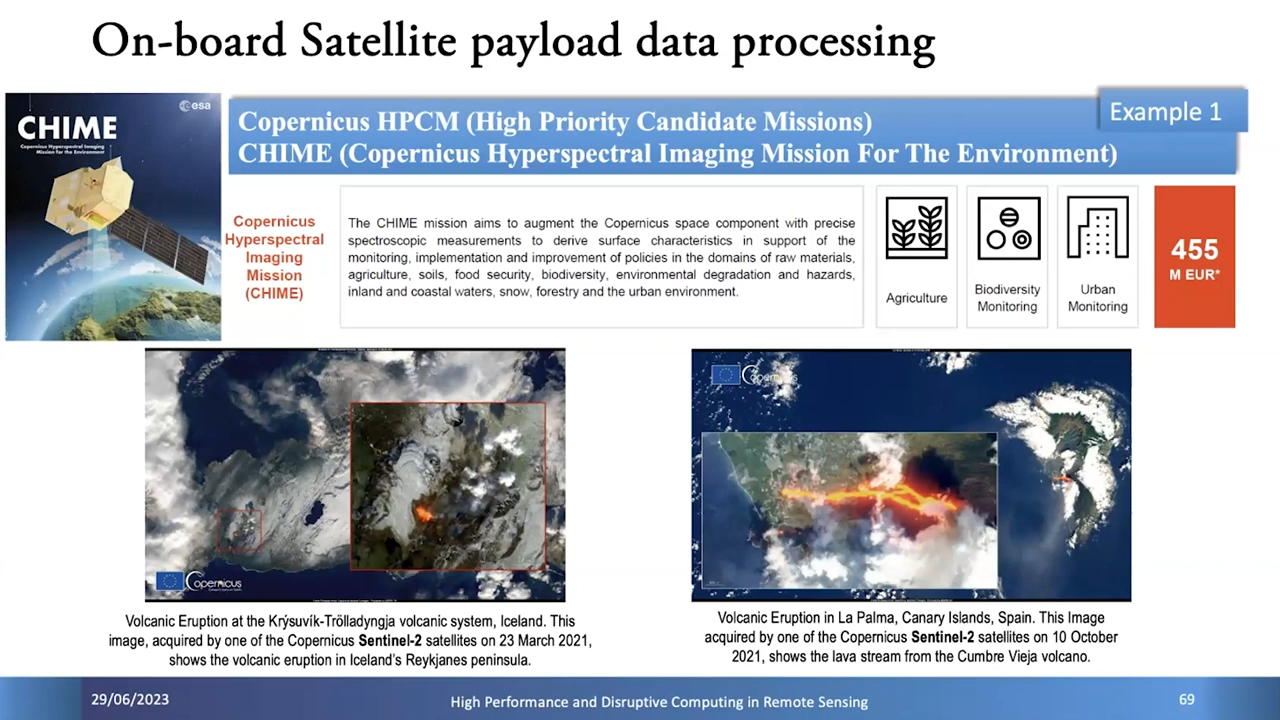 On-board Satellite payload data processing
esa
CHIME
Copernicus Hyperspectral Imaging
Mission for the Environment
Copernicus HPCM (High Priority Candidate Missions)
CHIME (Copernicus Hyperspectral Imaging Mission For The Environment)
Example 1
Copernicus
Hyperspectral
Imaging
Mission
(CHIME)
The CHIME mission aims to augment the Copernicus space component with precise
spectroscopic measurements to derive surface characteristics in support of the
monitoring, implementation and improvement of policies in the domains of raw materials,
agriculture, soils, food security, biodiversity, environmental degradation and hazards,
inland and coastal waters, snow, forestry and the urban environment.
Agriculture
Biodiversity
Monitoring
Urban
Monitoring
455
M EUR*
Copernicus
Copernicus
Volcanic Eruption at the Krýsuvík-Trölladyngja volcanic system, Iceland. This
image, acquired by one of the Copernicus Sentinel-2 satellites on 23 March 2021,
shows the volcanic eruption in Iceland's Reykjanes peninsula.
Volcanic Eruption in La Palma, Canary Islands, Spain. This Image
acquired by one of the Copernicus Sentinel-2 satellites on 10 October
2021, shows the lava stream from the Cumbre Vieja volcano.
29/06/2023
High Performance and Disruptive Computing in Remote Sensing
69